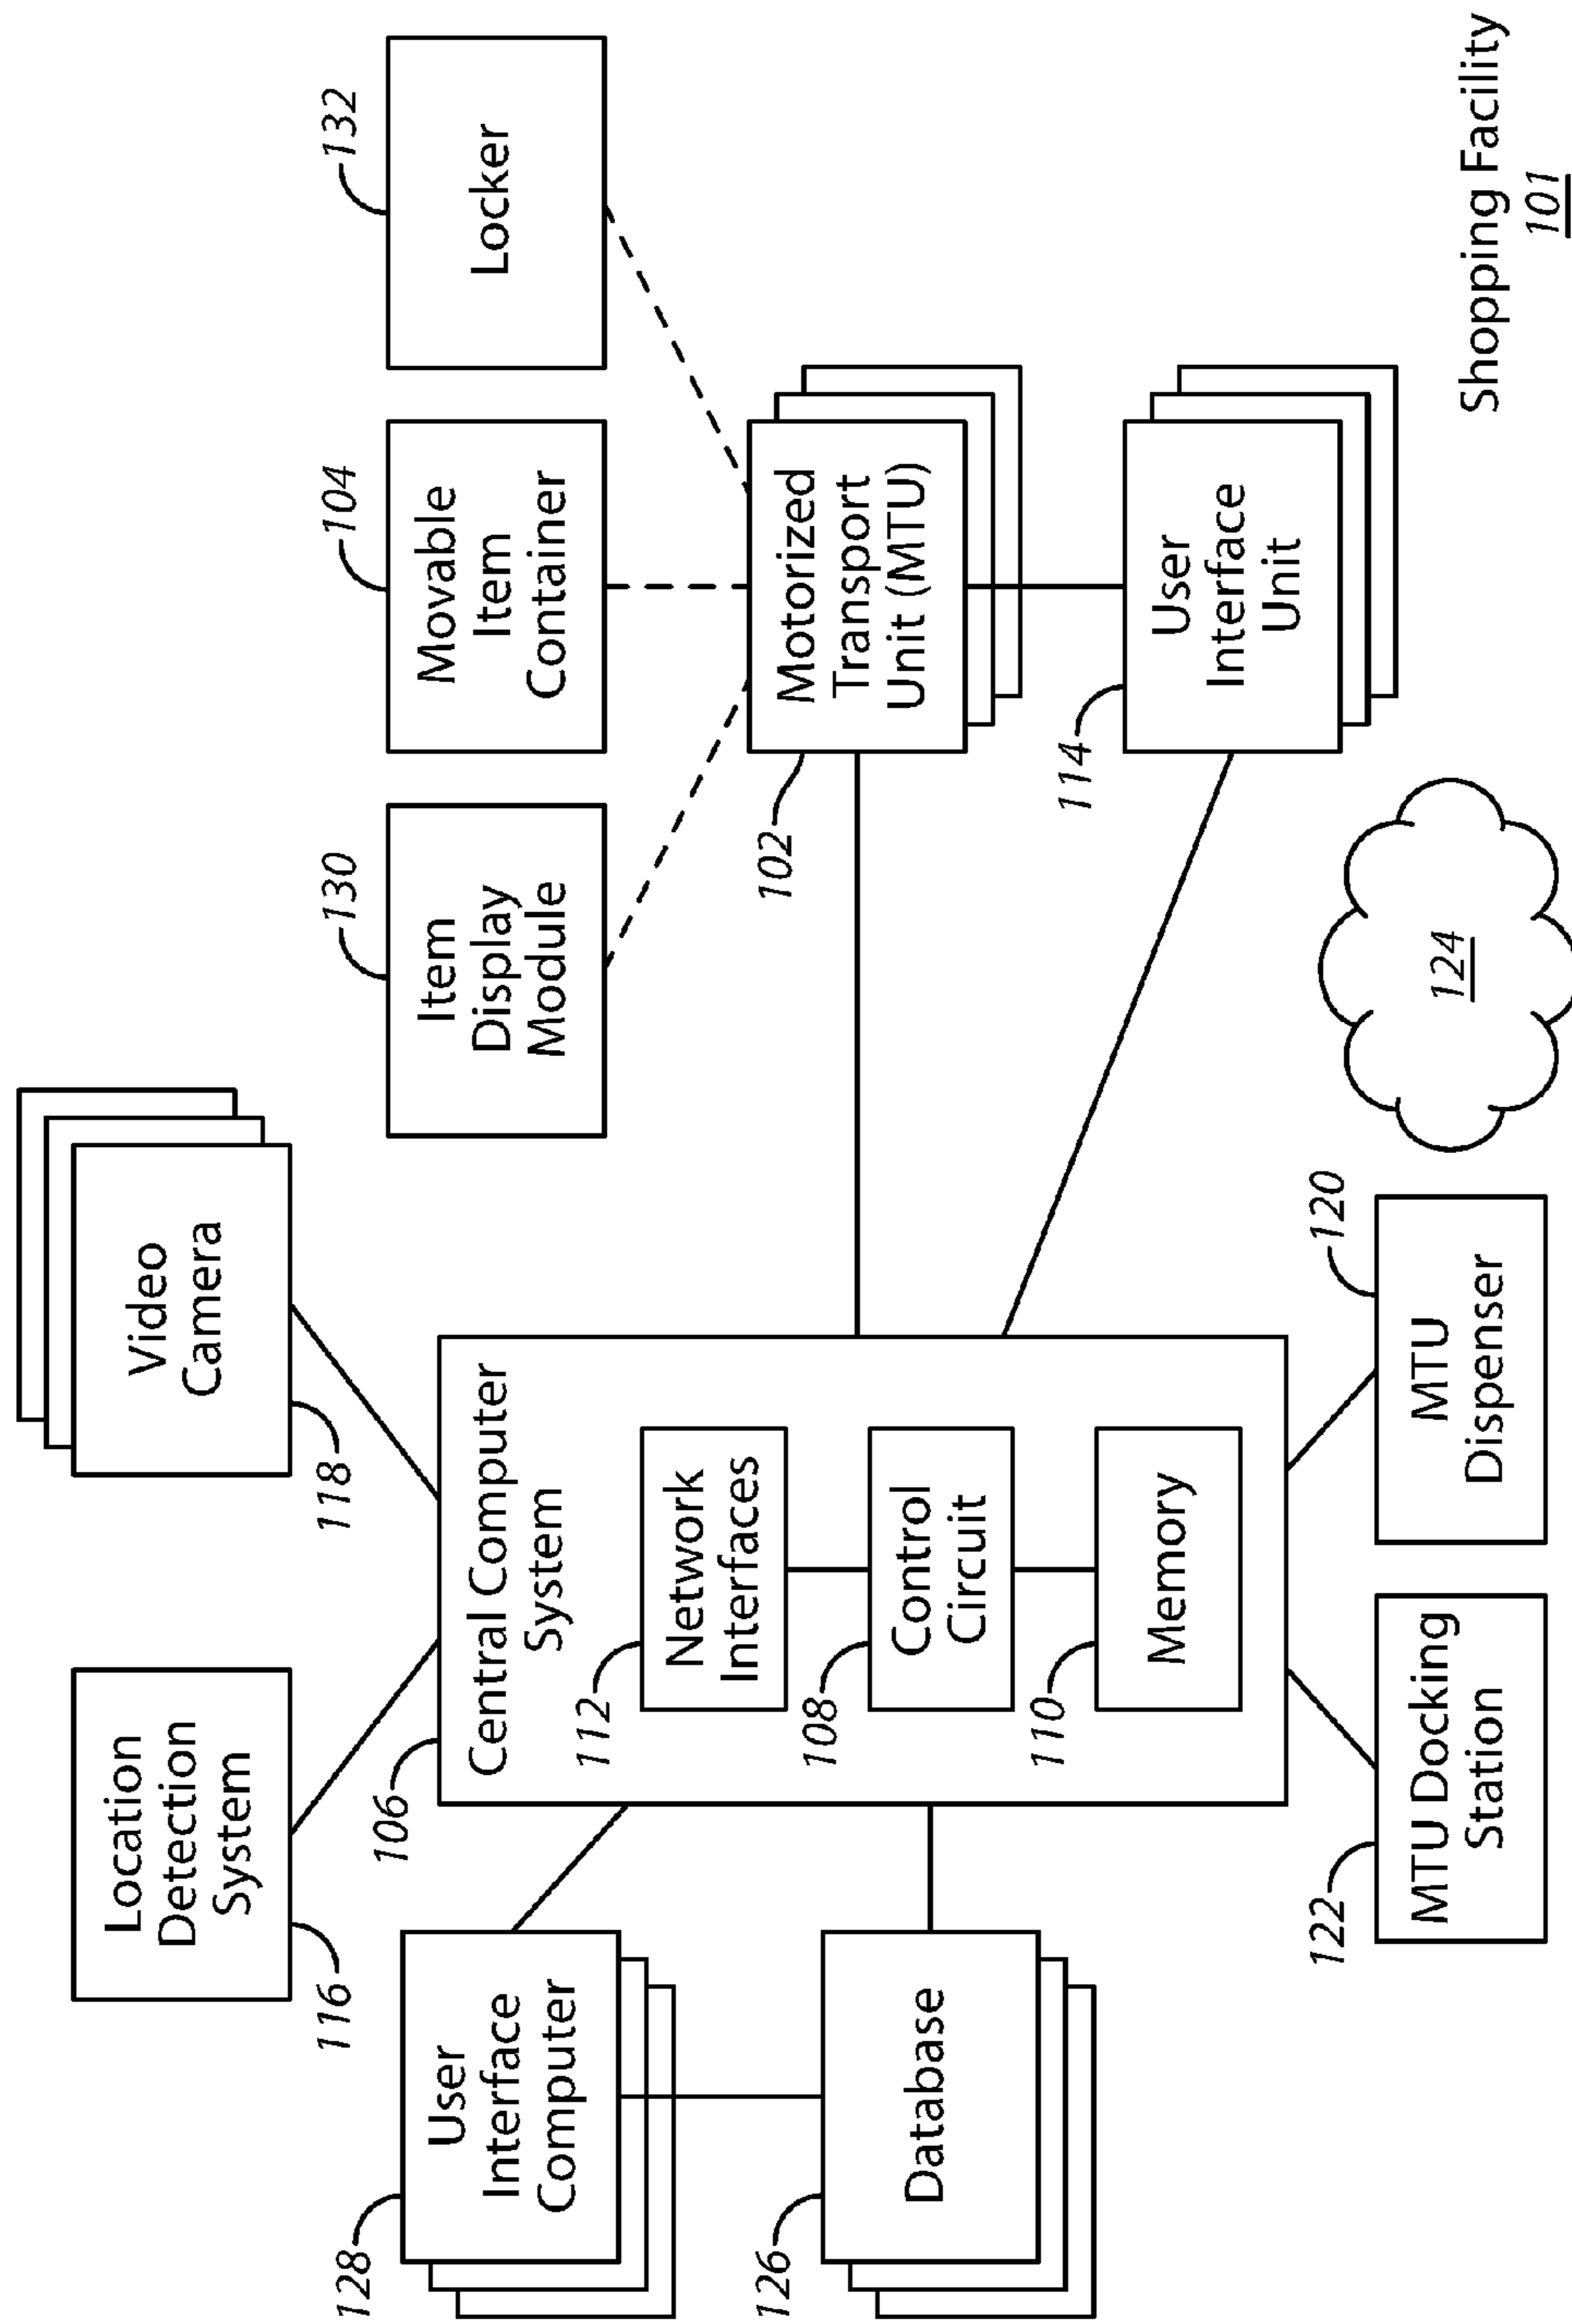 Location
Detection
System
116
Video
Camera
118
Item
Display
Module
130
Movable
Item
Container
104
Locker
132
User
Interface
Computer
128
Database
126
Central Computer
System
106
Network
Interfaces
112
Control
Circuit
108
Memory
110
Motorized
Transport
Unit (MTU)
102
User
Interface
Unit
114
MTU Docking
Station
122
MTU
Dispenser
120
124
Shopping Facility
101